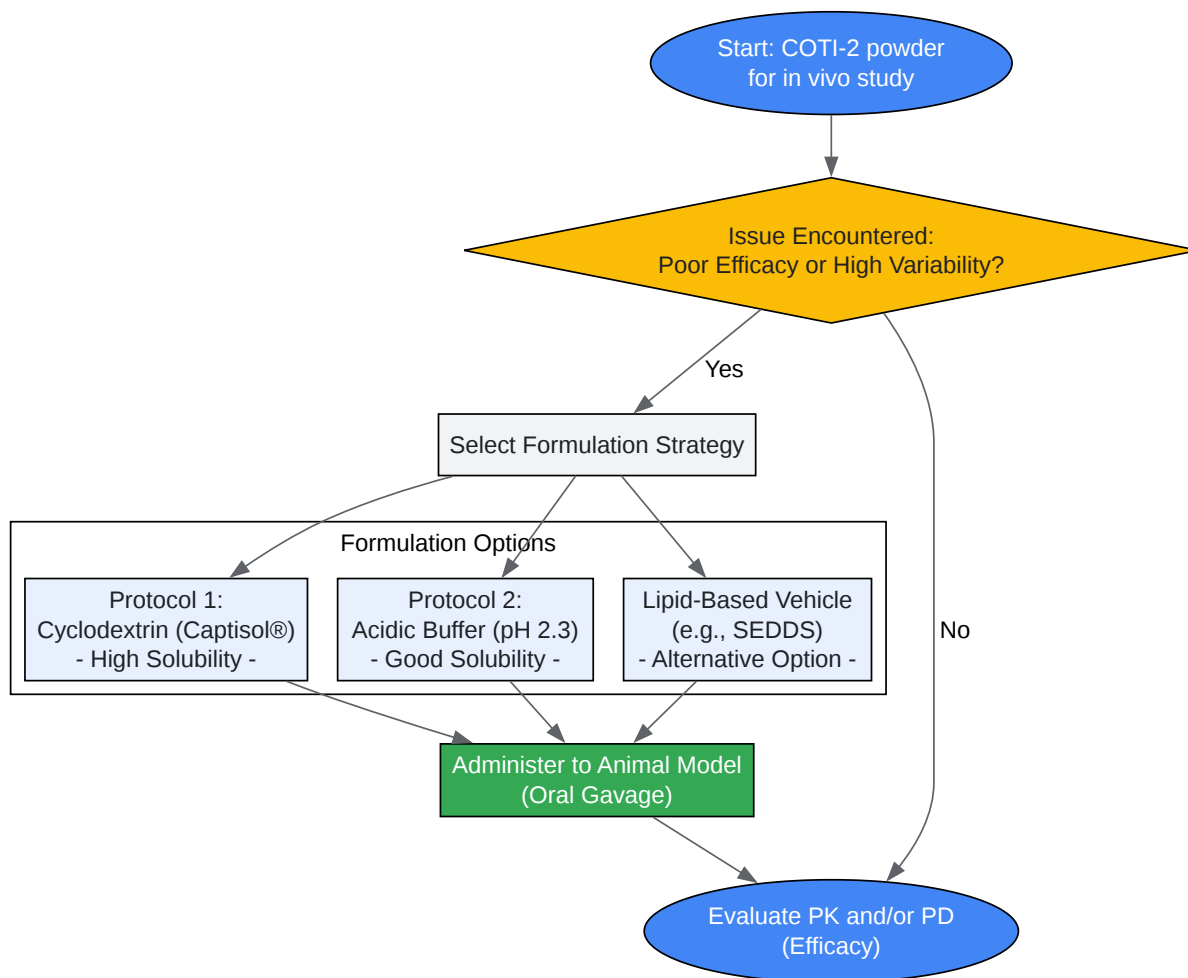 Start: COTI-2 powder
for in vivo study
Issue Encountered:
Poor Efficacy or High Variability?
Yes
Select Formulation Strategy
Formulation Options
Protocol 1:
Cyclodextrin (Captisol®)
- High Solubility -
Protocol 2:
Acidic Buffer (pH 2.3)
- Good Solubility -
Lipid-Based Vehicle
(e.g., SEDDS)
- Alternative Option -
No
Administer to Animal Model
(Oral Gavage)
Evaluate PK and/or PD
(Efficacy)